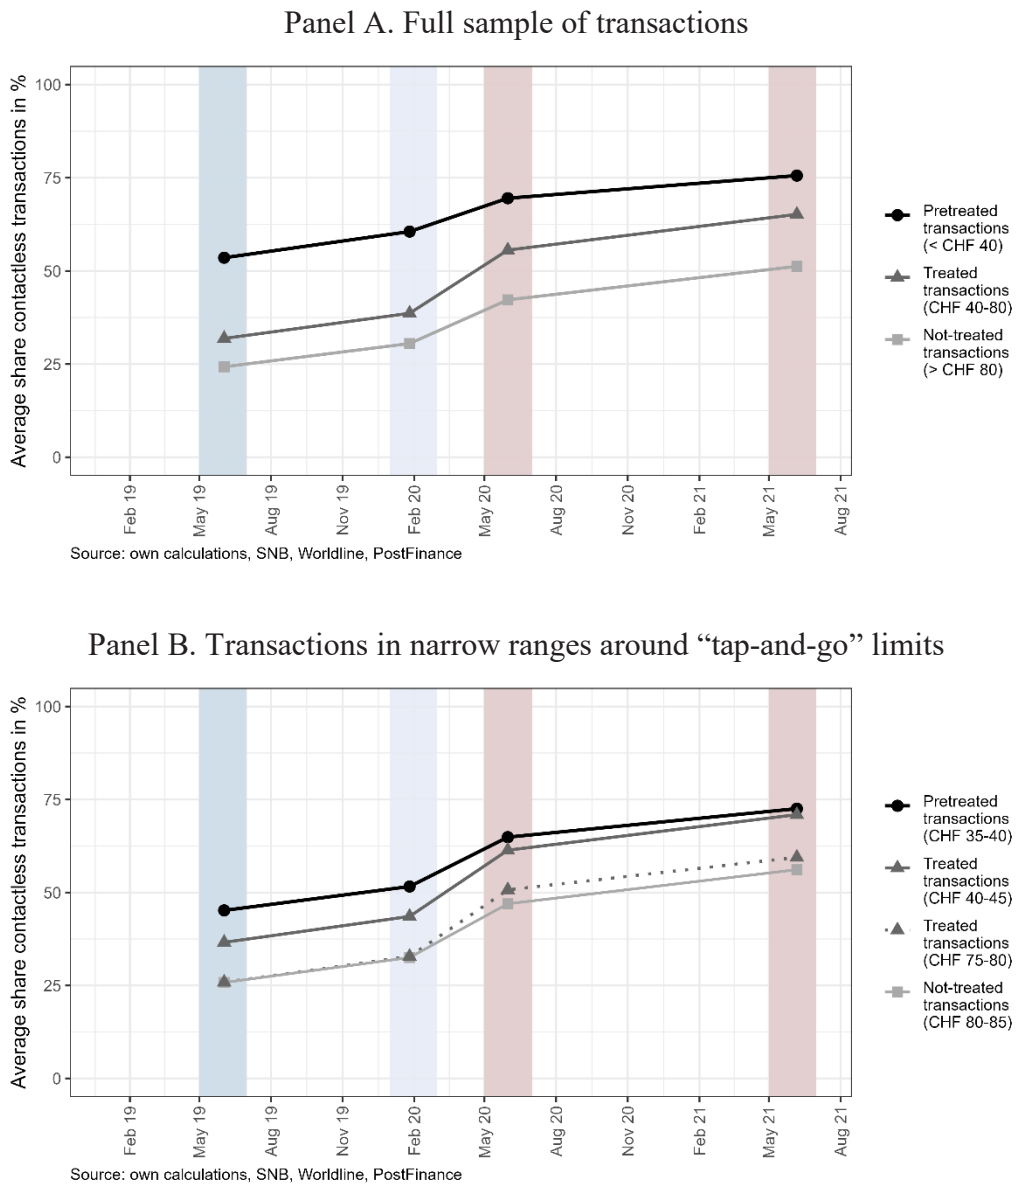 Panel A. Full sample of transactions
Average share contactless transactions in %
100
75
50
25
0
Feb 19
May 19
Aug 19
Nov 19
Feb 20
May 20
Aug 20
Nov 20
Feb 21
May 21
Aug 21
Pretreated
transactions
(< CHF 40)
Treated
transactions
(CHF 40-80)
Not-treated
transactions
(> CHF 80)
Source: own calculations, SNB, Worldline, PostFinance
Panel B. Transactions in narrow ranges around “tap-and-go” limits
Average share contactless transactions in %
100
75
50
25
0
Feb 19
May 19
Aug 19
Nov 19
Feb 20
May 20
Aug 20
Nov 20
Feb 21
May 21
Aug 21
Pretreated
transactions
(CHF 35-40)
Treated
transactions
(CHF 40-45)
Treated
transactions
(CHF 75-80)
Not-treated
transactions
(CHF 80-85)
Source: own calculations, SNB, Worldline, PostFinance